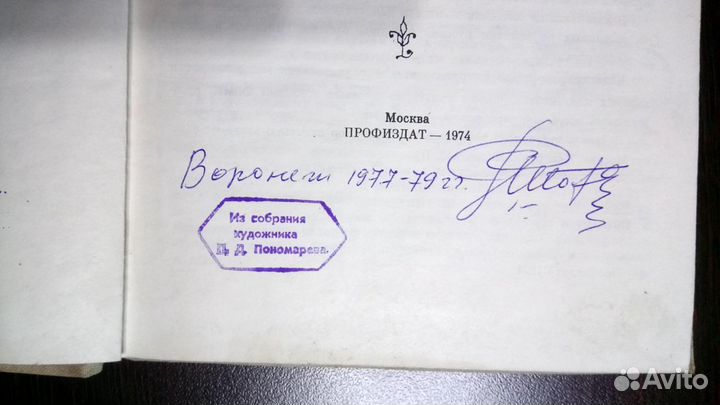 Москва
ПРОФИЗДАТ — 1974
Воронеж 1977-79 гг.
Из собрания
художника
Д. Д. Пономарева.
Avito